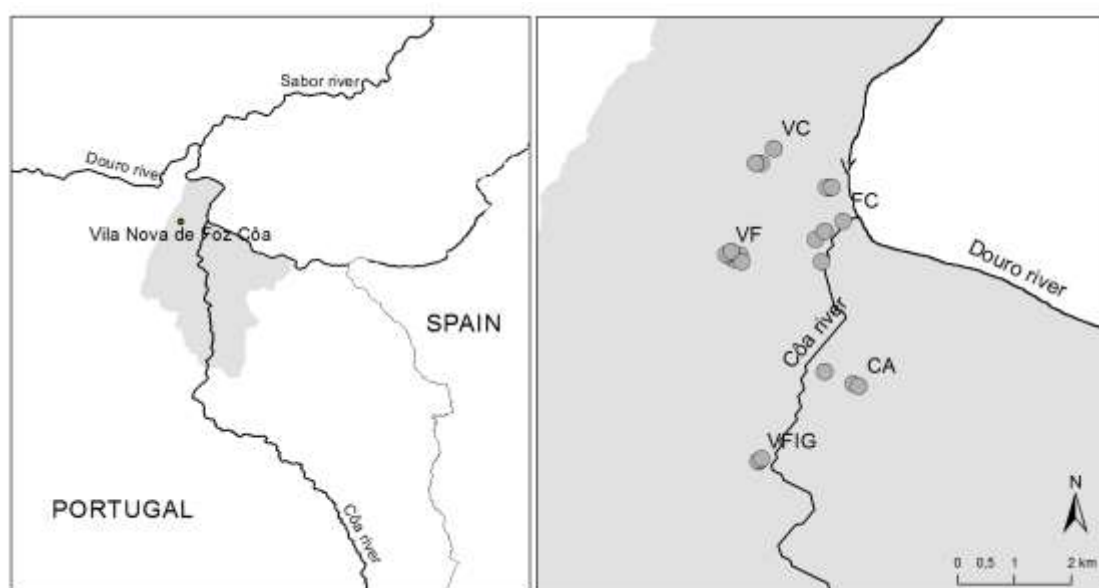 Sabor river
Douro river
Vila Nova de Foz Côa
SPAIN
PORTUGAL
Côa river
VC
FC
VF
Douro river
Côa river
CA
VFIG
N
0 0,5 1 2 km